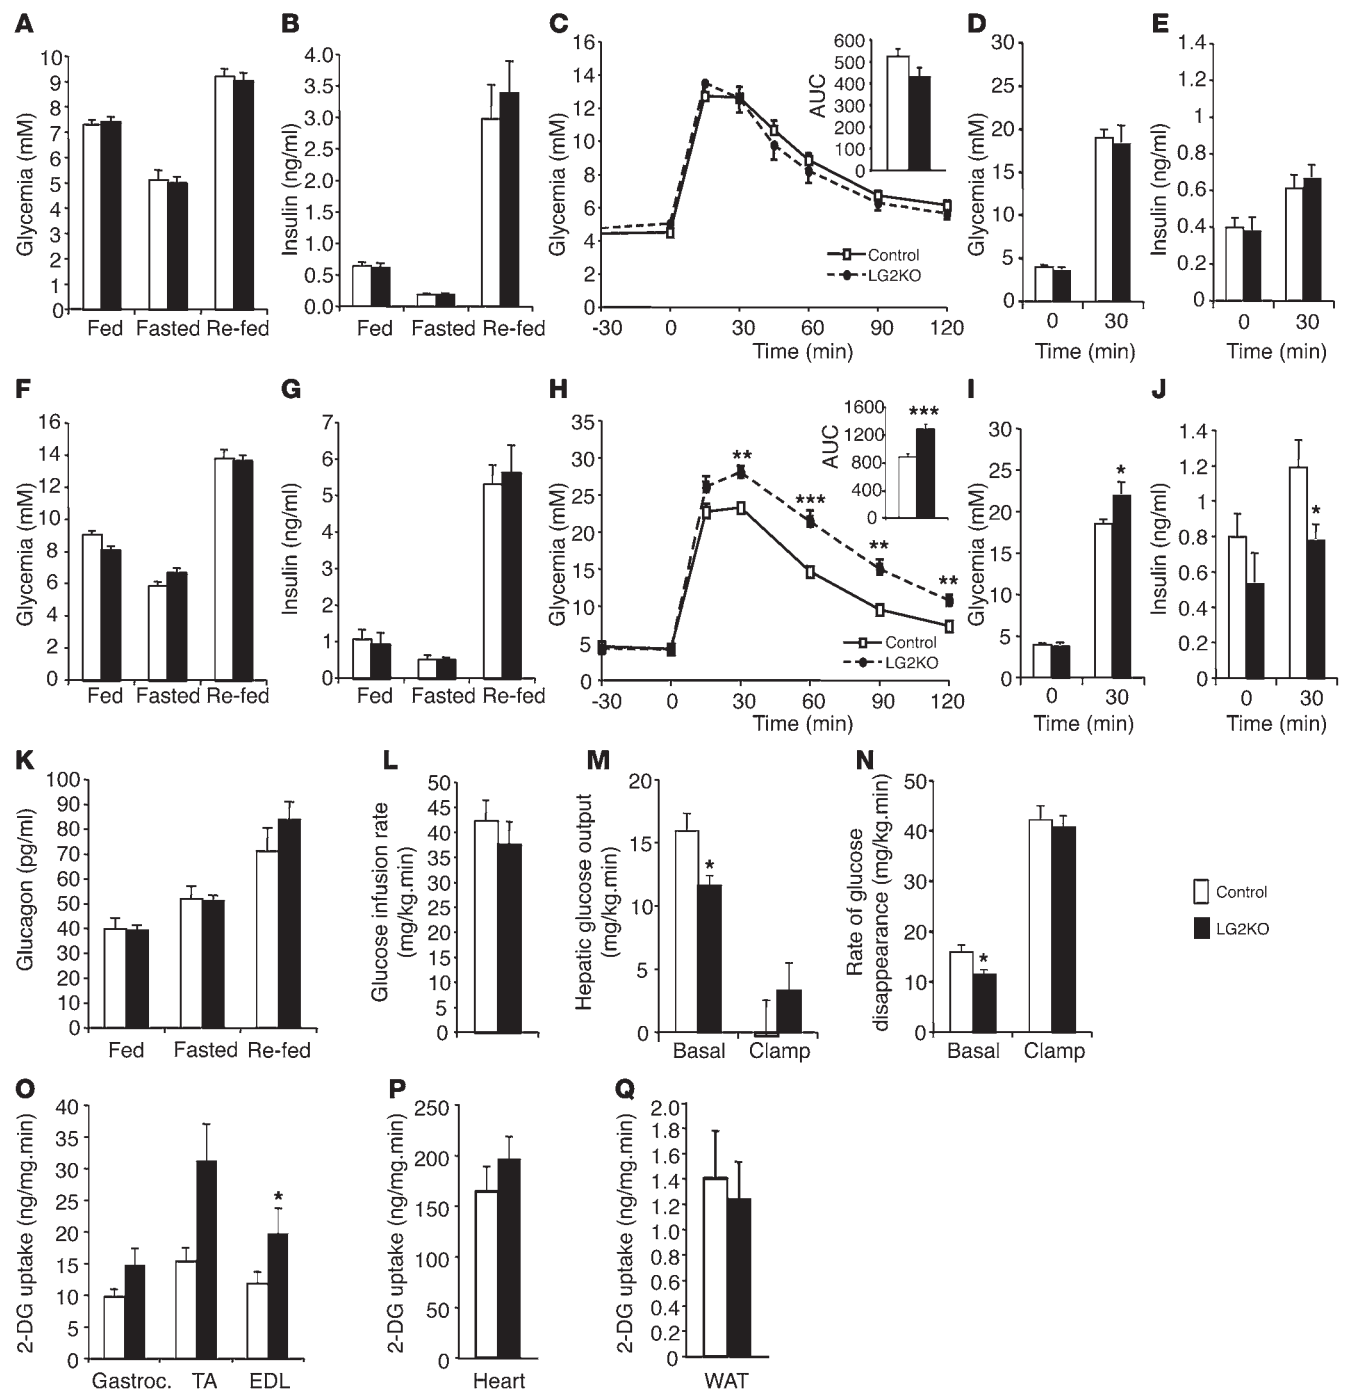 A
Glycemia (mM)
10
9
8
7
6
5
4
3
2
1
0
Fed Fasted Re-fed
B
Insulin (ng/ml)
4.0
3.5
3.0
2.5
2.0
1.5
1.0
0.5
0.0
Fed Fasted Re-fed
C
Glycemia (mM)
16
14
12
10
8
6
4
2
0
-30 0 30 60 90 120
Time (min)
AUC
600
500
400
300
200
100
0
Control
LG2KO
D
Glycemia (mM)
30
25
20
15
10
5
0
0 30
Time (min)
E
Insulin (ng/ml)
1.4
1.2
1
0.8
0.6
0.4
0.2
0
0 30
Time (min)
F
Glycemia (mM)
16
14
12
10
8
6
4
2
0
Fed Fasted Re-fed
G
Insulin (ng/ml)
7
6
5
4
3
2
1
0
Fed Fasted Re-fed
H
Glycemia (mM)
35
30
25
20
15
10
5
0
-30 0 30 60 90 120
Time (min)
**
***
**
**
AUC
1600
1200
800
400
0
***
Control
LG2KO
I
Glycemia (mM)
30
25
20
15
10
5
0
*
0 30
Time (min)
J
Insulin (ng/ml)
1.4
1.2
1
0.8
0.6
0.4
0.2
0
*
0 30
Time (min)
K
Glucagon (pg/ml)
100
90
80
70
60
50
40
30
20
10
0
Fed Fasted Re-fed
L
Glucose infusion rate
(mg/kg.min)
50
45
40
35
30
25
20
15
10
5
0
M
Hepatic glucose output
(mg/kg.min)
20
15
10
5
0
*
Basal Clamp
N
Rate of glucose
disappearance (mg/kg.min)
50
40
30
20
10
0
*
Basal Clamp
Control
LG2KO
O
2-DG uptake (ng/mg.min)
40
35
30
25
20
15
10
5
0
*
Gastroc. TA EDL
P
2-DG uptake (ng/mg.min)
250
200
150
100
50
0
Heart
Q
2-DG uptake (ng/mg.min)
2.0
1.8
1.6
1.4
1.2
1.0
0.8
0.6
0.4
0.2
0
WAT